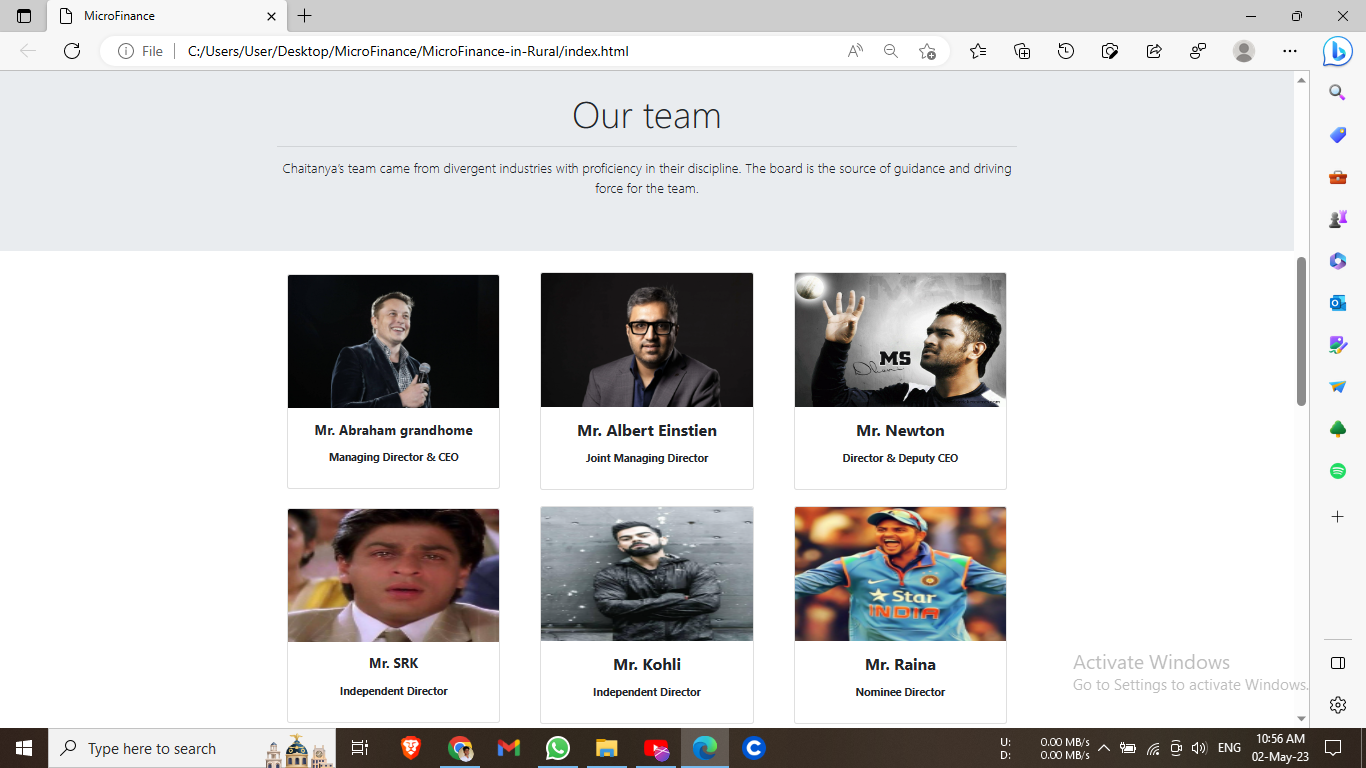 MicroFinance
File
C:/Users/User/Desktop/MicroFinance/MicroFinance-in-Rural/index.html
Our team
Chaitanya's team came from divergent industries with proficiency in their discipline. The board is the source of guidance and driving
force for the team.
MAHI
MS
Dhoni
Mr. Abraham grandhome
Managing Director & CEO
Mr. Albert Einstien
Joint Managing Director
Mr. Newton
Director & Deputy CEO
Star
INDIA
Mr. SRK
Independent Director
Mr. Kohli
Independent Director
Mr. Raina
Nominee Director
Activate Windows
Go to Settings to activate Windows.
Type here to search
U: 0.00 MB/s
D: 0.00 MB/s
ENG
10:56 AM
02-May-23